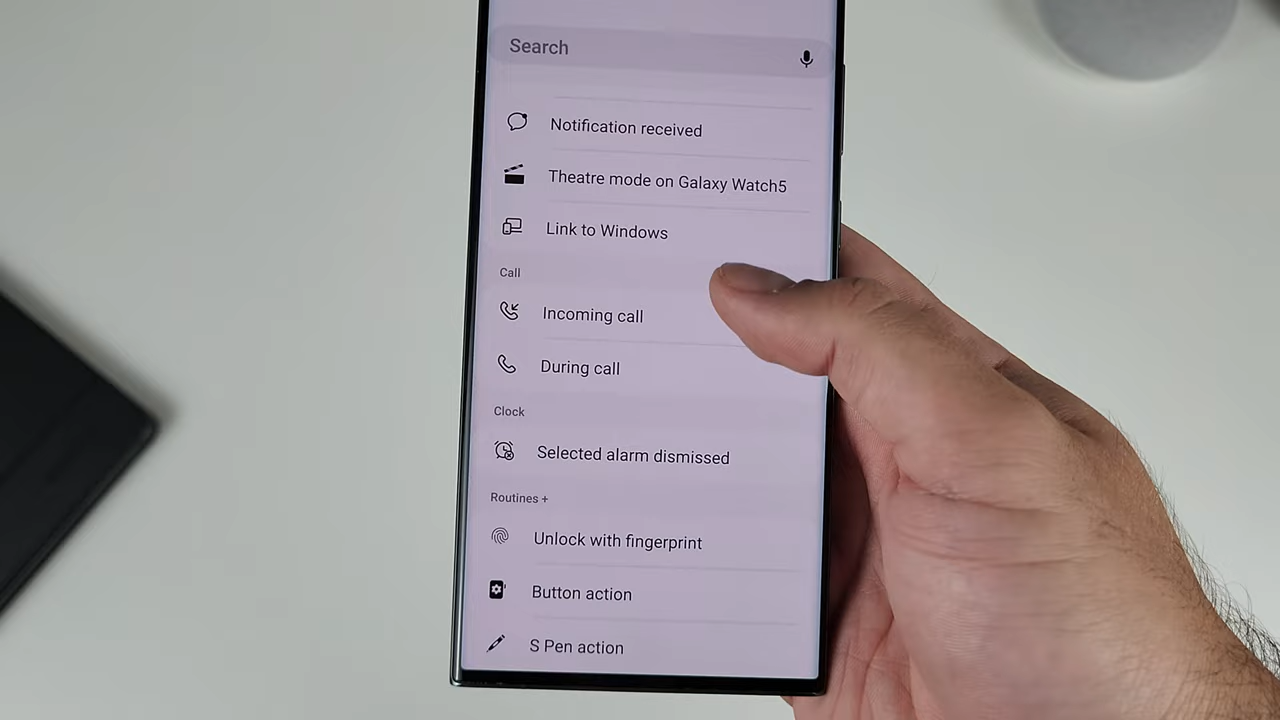 Search
Notification received
Theatre mode on Galaxy Watch5
Link to Windows
Call
Incoming call
During call
Clock
Selected alarm dismissed
Routines +
Unlock with fingerprint
Button action
S Pen action